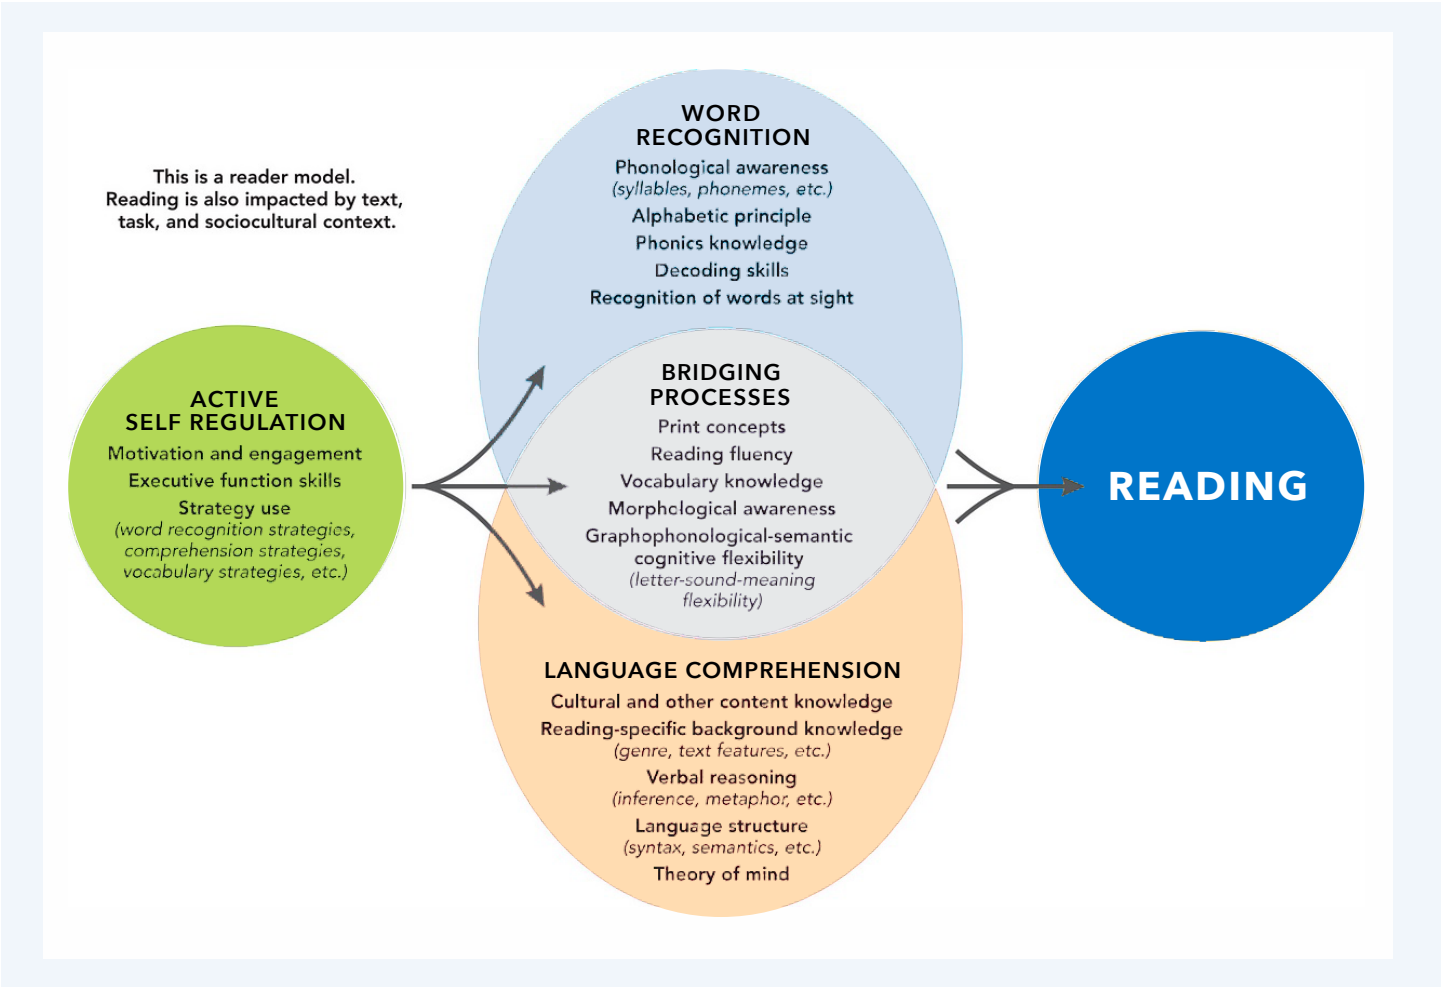 This is a reader model.
Reading is also impacted by text,
task, and sociocultural context.
ACTIVE
SELF REGULATION
Motivation and engagement
Executive function skills
Strategy use
(word recognition strategies,
comprehension strategies,
vocabulary strategies, etc.)
WORD
RECOGNITION
Phonological awareness
(syllables, phonemes, etc.)
Alphabetic principle
Phonics knowledge
Decoding skills
Recognition of words at sight
BRIDGING
PROCESSES
Print concepts
Reading fluency
Vocabulary knowledge
Morphological awareness
Graphophonological-semantic
cognitive flexibility
(letter-sound-meaning
flexibility)
LANGUAGE COMPREHENSION
Cultural and other content knowledge
Reading-specific background knowledge
(genre, text features, etc.)
Verbal reasoning
(inference, metaphor, etc.)
Language structure
(syntax, semantics, etc.)
Theory of mind
READING